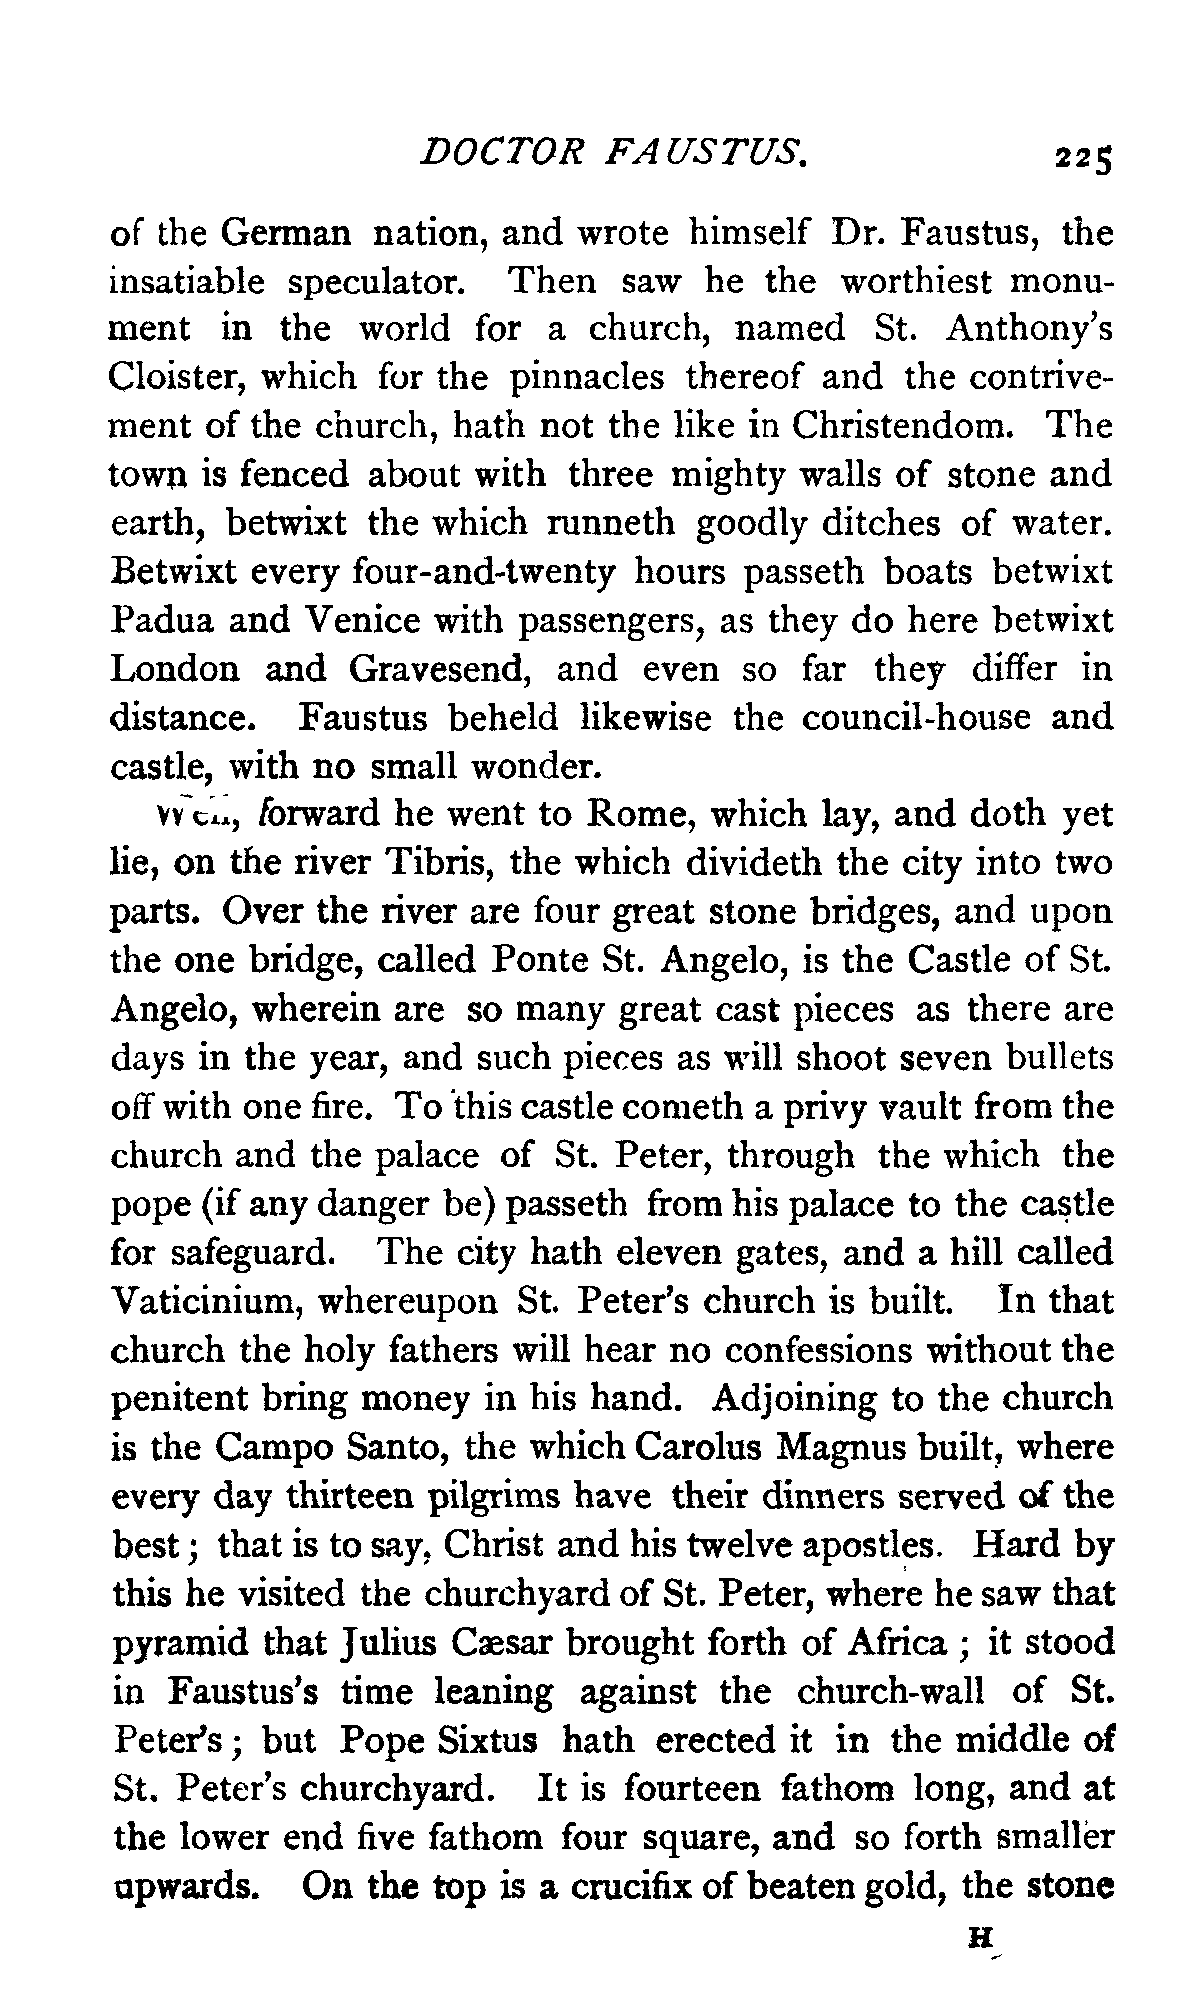 DOCTOR FAUSTUS. 225
of the German nation, and wrote himself Dr. Faustus, the
insatiable speculator. Then saw he the worthiest monu-
ment in the world for a church, named St. Anthony's
Cloister, which for the pinnacles thereof and the contrive-
ment of the church, hath not the like in Christendom. The
town is fenced about with three mighty walls of stone and
earth, betwixt the which runneth goodly ditches of water.
Betwixt every four-and-twenty hours passeth boats betwixt
Padua and Venice with passengers, as they do here betwixt
London and Gravesend, and even so far they differ in
distance. Faustus beheld likewise the council-house and
castle, with no small wonder.
Well, forward he went to Rome, which lay, and doth yet
lie, on the river Tibris, the which divideth the city into two
parts. Over the river are four great stone bridges, and upon
the one bridge, called Ponte St. Angelo, is the Castle of St.
Angelo, wherein are so many great cast pieces as there are
days in the year, and such pieces as will shoot seven bullets
off with one fire. To this castle cometh a privy vault from the
church and the palace of St. Peter, through the which the
pope (if any danger be) passeth from his palace to the castle
for safeguard. The city hath eleven gates, and a hill called
Vaticinium, whereupon St. Peter's church is built. In that
church the holy fathers will hear no confessions without the
penitent bring money in his hand. Adjoining to the church
is the Campo Santo, the which Carolus Magnus built, where
every day thirteen pilgrims have their dinners served of the
best; that is to say, Christ and his twelve apostles. Hard by
this he visited the churchyard of St. Peter, where he saw that
pyramid that Julius Cæsar brought forth of Africa; it stood
in Faustus's time leaning against the church-wall of St.
Peter's; but Pope Sixtus hath erected it in the middle of
St. Peter's churchyard. It is fourteen fathom long, and at
the lower end five fathom four square, and so forth smaller
upwards. On the top is a crucifix of beaten gold, the stone
H